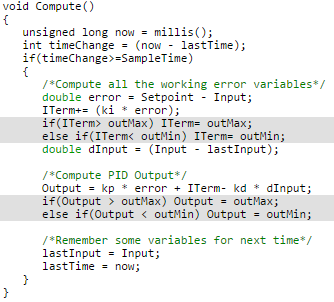 void Compute()
{
unsigned long now = millis();
int timeChange = (now - lastTime);
if(timeChange>=SampleTime)
{
/*Compute all the working error variables*/
double error = Setpoint - Input;
ITerm+= (ki * error);
if(ITerm> outMax) ITerm= outMax;
else if(ITerm< outMin) ITerm= outMin;
double dInput = (Input - lastInput);
/*Compute PID Output*/
Output = kp * error + ITerm- kd * dInput;
if(Output > outMax) Output = outMax;
else if(Output < outMin) Output = outMin;
/*Remember some variables for next time*/
lastInput = Input;
lastTime = now;
}
}